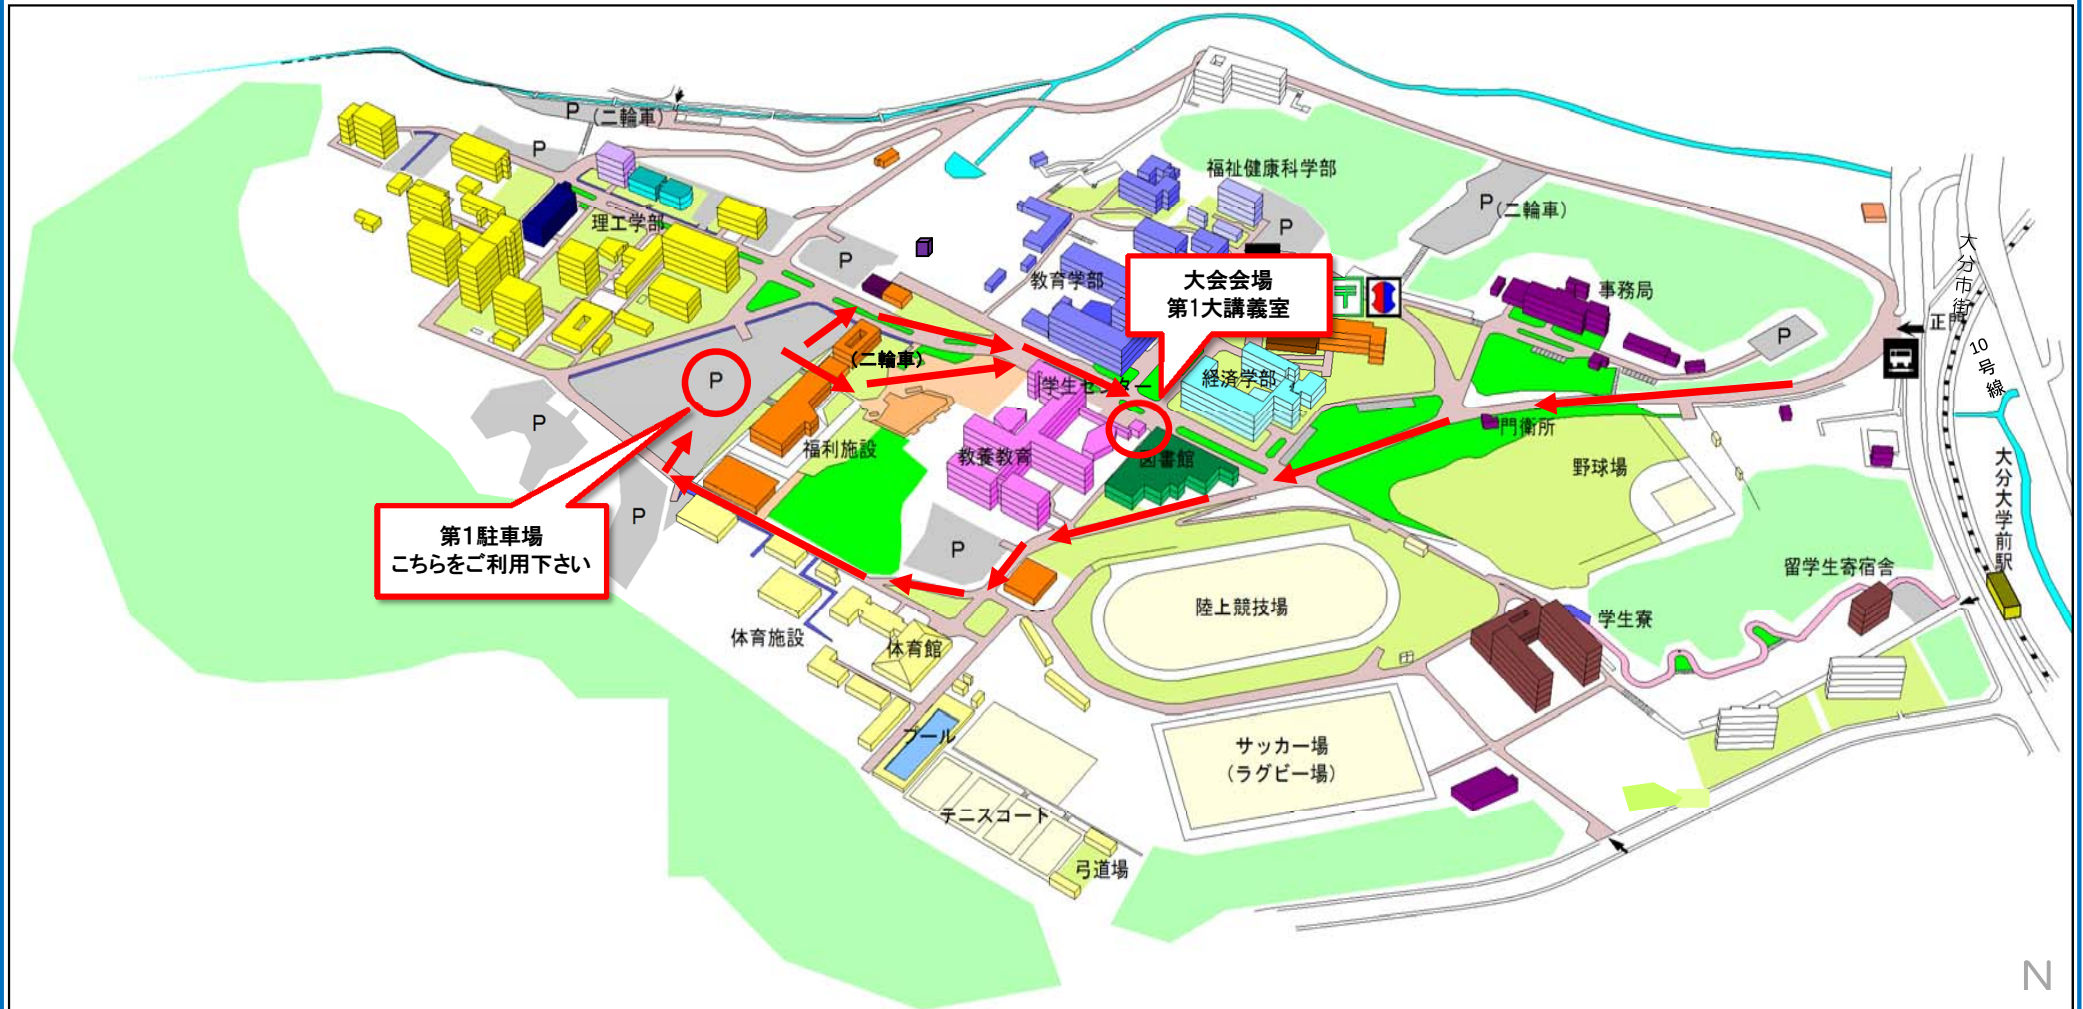 P
(二輪車)
P
福祉健康科学部
P(二輪車)
P
理工学部
P
教育学部
大会会場
第1大講義室
〒
事務局
P
正門
大分市街
10号線
P
(二輪車)
学生センター
経済学部
門衛所
P
福利施設
教養教育
図書館
野球場
大分大学前駅
第1駐車場
こちらをご利用下さい
P
P
留学生寄宿舎
陸上競技場
学生寮
体育施設
体育館
プール
サッカー場
(ラグビー場)
テニスコート
弓道場
N